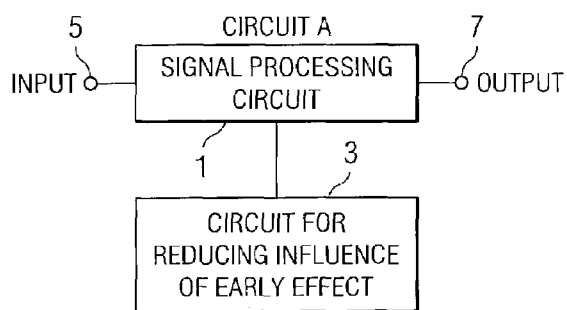 CIRCUIT A
5
7
INPUT
SIGNAL PROCESSING
CIRCUIT
OUTPUT
1
3
CIRCUIT FOR
REDUCING INFLUENCE
OF EARLY EFFECT